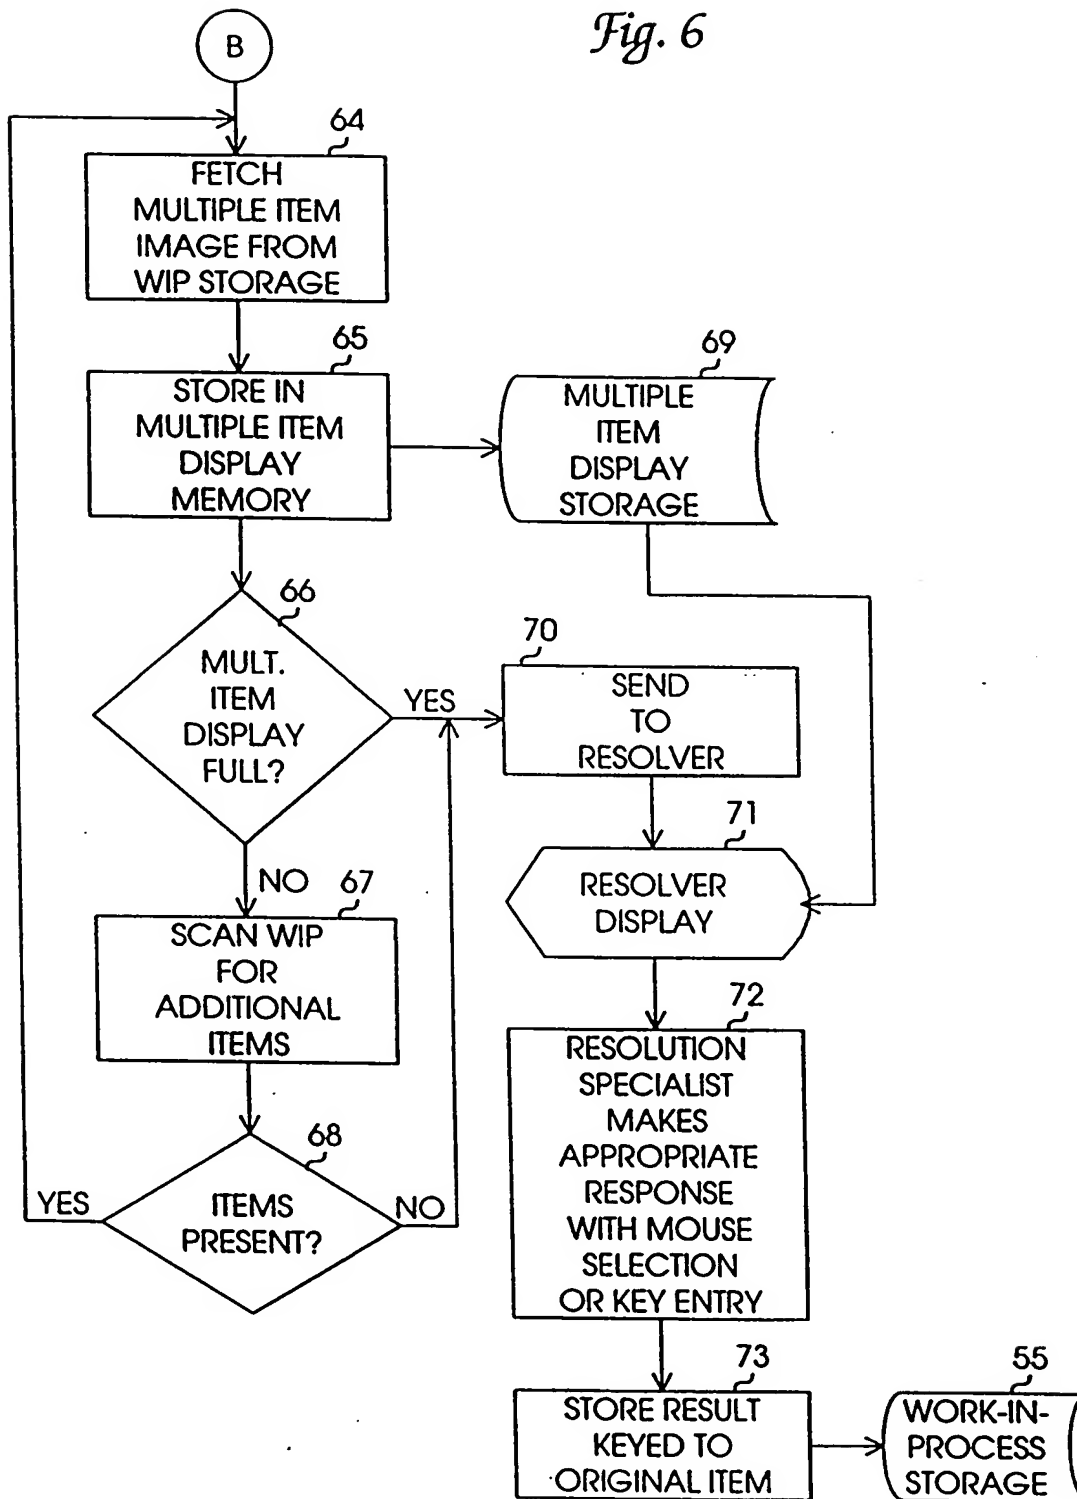 Fig. 6
B
64
FETCH
MULTIPLE ITEM
IMAGE FROM
WIP STORAGE
65
STORE IN
MULTIPLE ITEM
DISPLAY
MEMORY
69
MULTIPLE
ITEM
DISPLAY
STORAGE
66
MULT.
ITEM
DISPLAY
FULL?
YES
NO
70
SEND
TO
RESOLVER
67
SCAN WIP
FOR
ADDITIONAL
ITEMS
71
RESOLVER
DISPLAY
68
ITEMS
PRESENT?
YES
NO
72
RESOLUTION
SPECIALIST
MAKES
APPROPRIATE
RESPONSE
WITH MOUSE
SELECTION
OR KEY ENTRY
73
STORE RESULT
KEYED TO
ORIGINAL ITEM
55
WORK-IN-
PROCESS
STORAGE